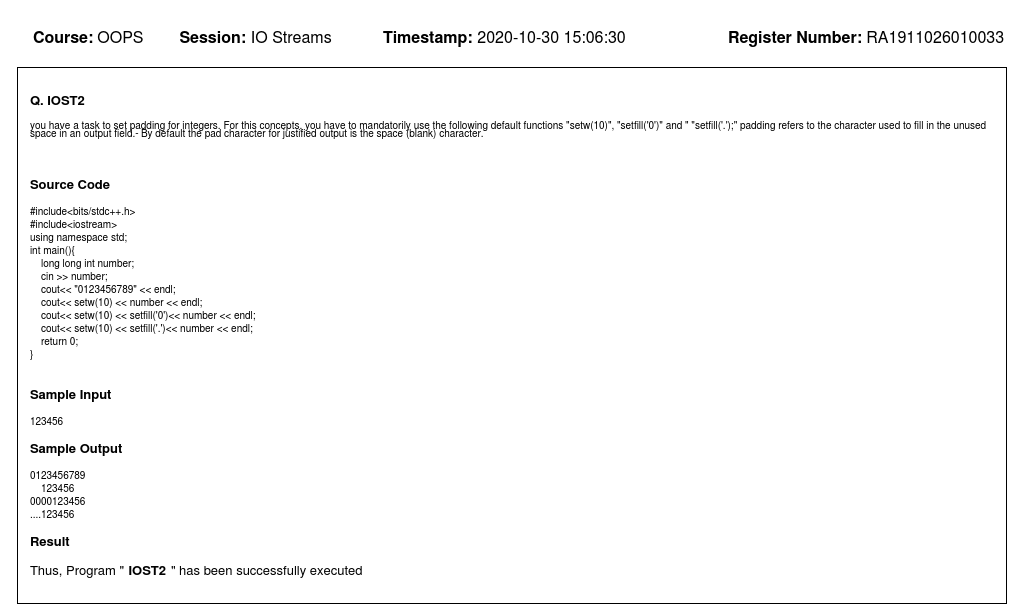 Course: OOPS Session: IO Streams Timestamp: 2020-10-30 15:06:30 Register Number: RA1911026010033
Q. IOST2
you have a task to set padding for integers. For this concepts, you have to mandatorily use the following default functions "setw(10)", "setfill('0')" and " "setfill('.');" padding refers to the character used to fill in the unused
space in an output field.- By default the pad character for justified output is the space (blank) character.
Source Code
#include<bits/stdc++.h>
#include<iostream>
using namespace std;
int main(){
    long long int number;
    cin >> number;
    cout<< "0123456789" << endl;
    cout<< setw(10) << number << endl;
    cout<< setw(10) << setfill('0')<< number << endl;
    cout<< setw(10) << setfill('.')<< number << endl;
    return 0;
}
Sample Input
123456
Sample Output
0123456789
    123456
0000123456
....123456
Result
Thus, Program " IOST2 " has been successfully executed